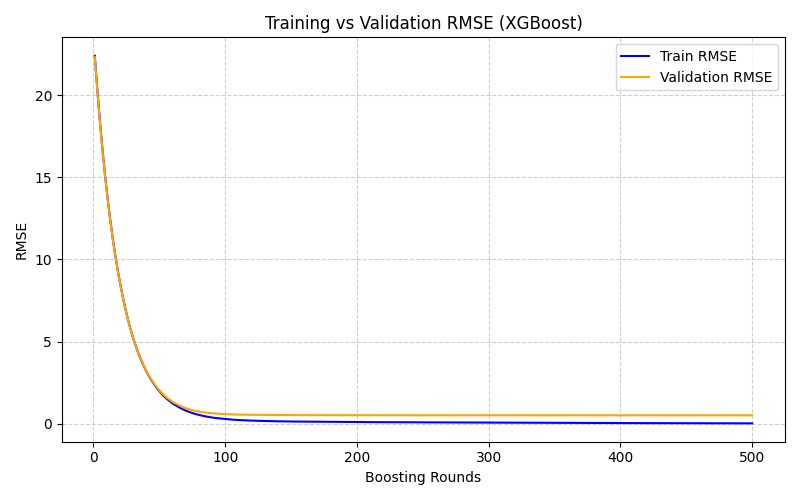 Training vs Validation RMSE (XGBoost)
Train RMSE
Validation RMSE
RMSE
20
15
10
5
0
0 100 200 300 400 500
Boosting Rounds